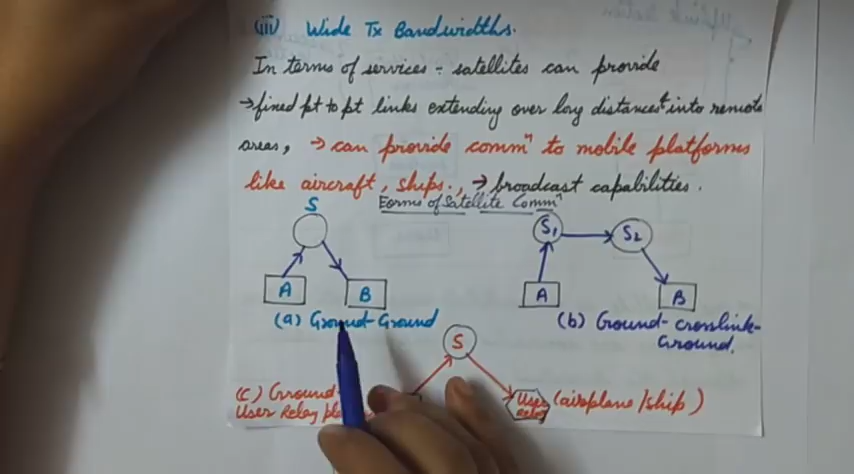 (iii) Wide Tx Bandwidths.
In terms of services - satellites can provide
→ fixed pt to pt links extending over long distances & into remote
areas, → can provide commⁿ to mobile platforms
like aircraft, ships., → broadcast capabilities.
Forms of Satellite Commⁿ
S
A
B
(a) Ground-Ground
S₁
S₂
A
B
(b) Ground-crosslink-
Ground.
S
(c) Ground-
User Relay
User
Relay
(airplane/ship)